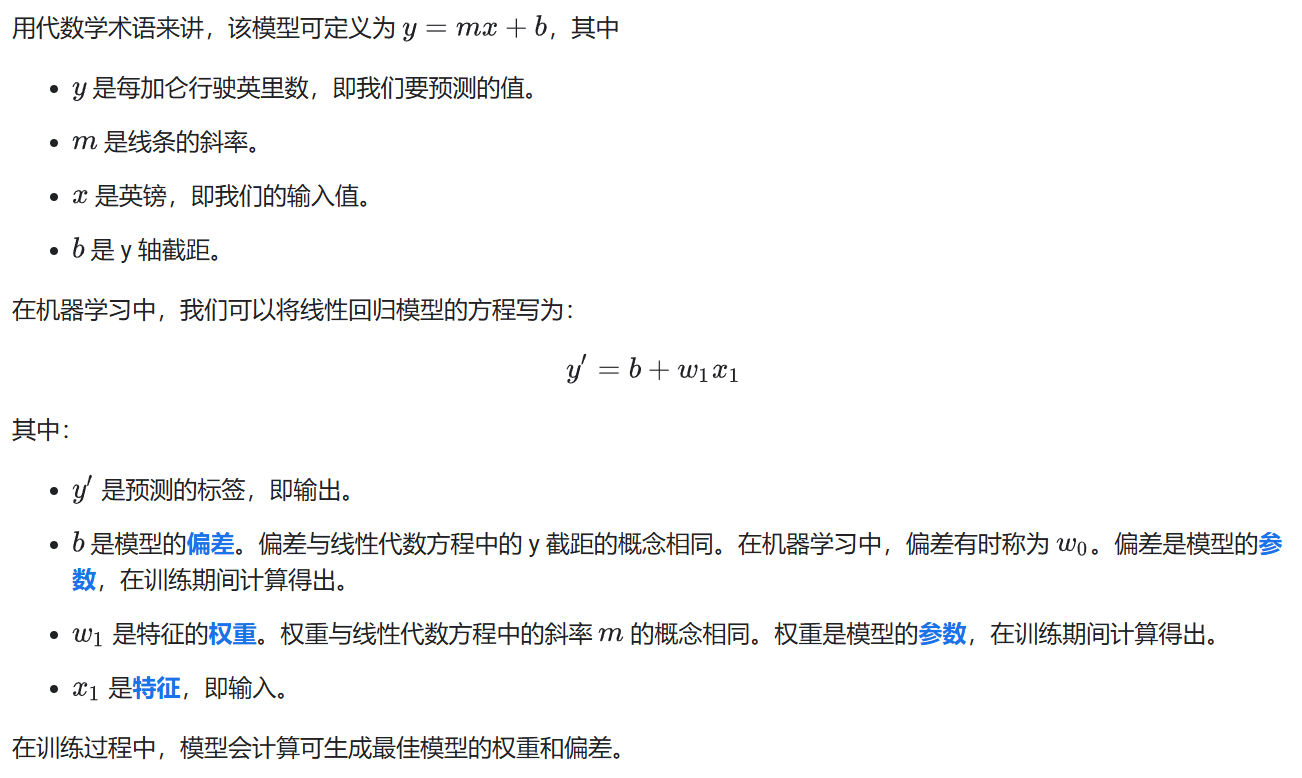 用代数学术语来讲，该模型可定义为 y = mx + b，其中
• y 是每加仑行驶英里数，即我们要预测的值。
• m 是线条的斜率。
• x 是英镑，即我们的输入值。
• b 是 y 轴截距。
在机器学习中，我们可以将线性回归模型的方程写为：
y′ = b + w₁x₁
其中：
• y′ 是预测的标签，即输出。
• b 是模型的偏差。偏差与线性代数方程中的 y 截距的概念相同。在机器学习中，偏差有时称为 w₀。偏差是模型的参
数，在训练期间计算得出。
• w₁ 是特征的权重。权重与线性代数方程中的斜率 m 的概念相同。权重是模型的参数，在训练期间计算得出。
• x₁ 是特征，即输入。
在训练过程中，模型会计算可生成最佳模型的权重和偏差。